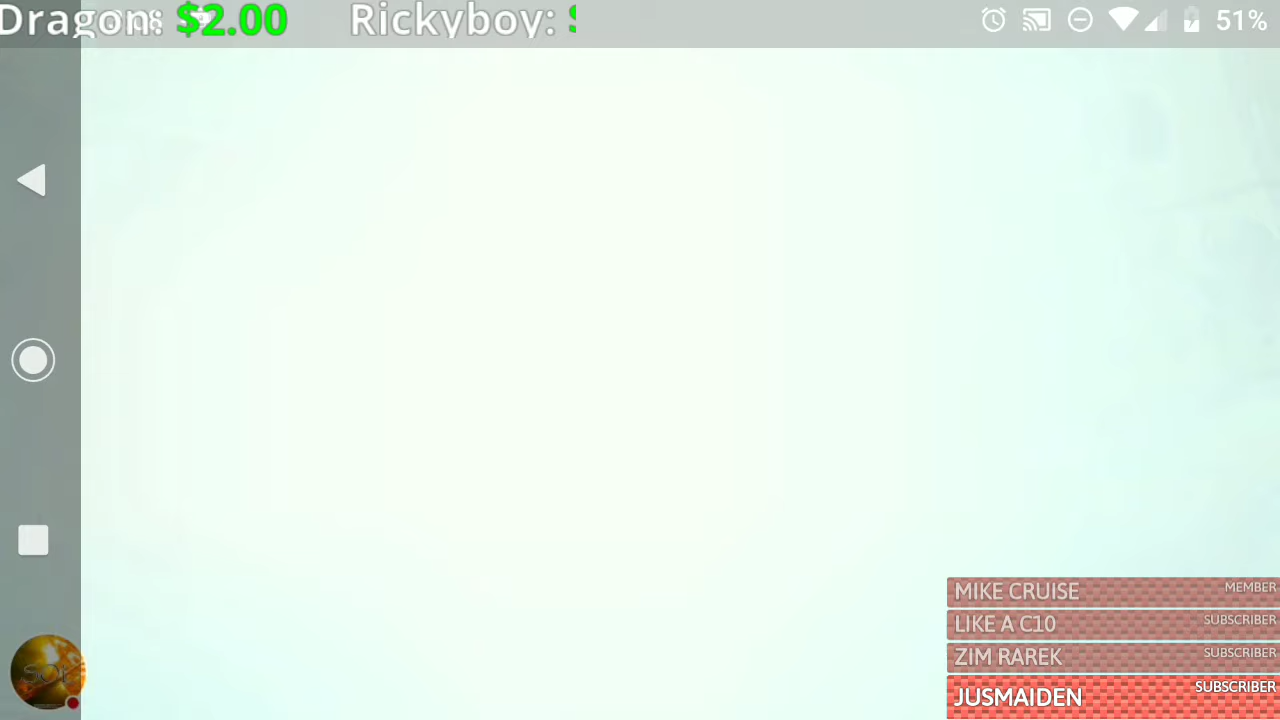 Dragon: $2.00 Rickyboy:
51%
MIKE CRUISE MEMBER
LIKE A C10 SUBSCRIBER
ZIM RAREK SUBSCRIBER
JUSMAIDEN SUBSCRIBER